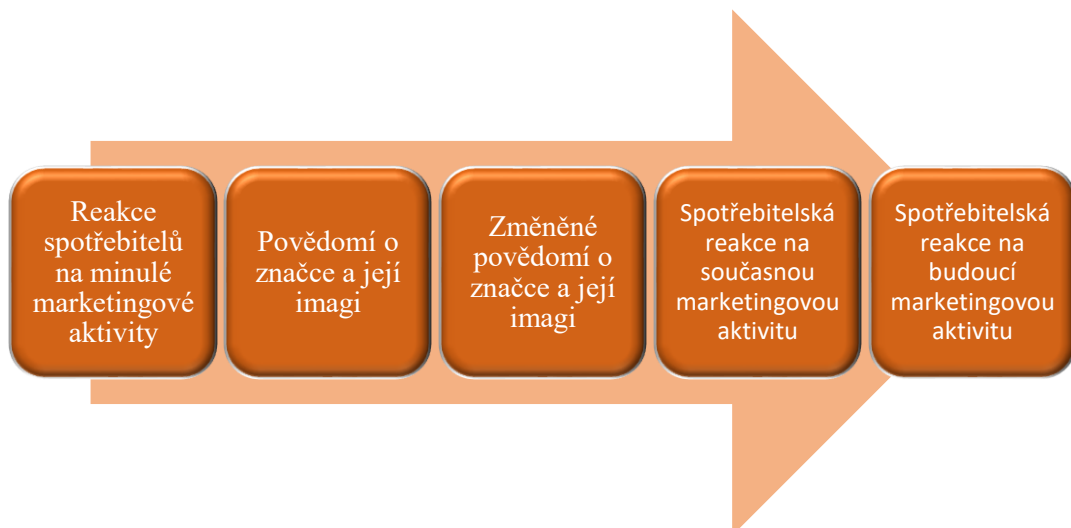 Reakce
spotřebitelů
na minulé
marketingové
aktivity
Povědomí o
značce a její
imagi
Změněné
povědomí o
značce a její
imagi
Spotřebitelská
reakce na
současnou
marketingovou
aktivitu
Spotřebitelská
reakce na
budoucí
marketingovou
aktivitu